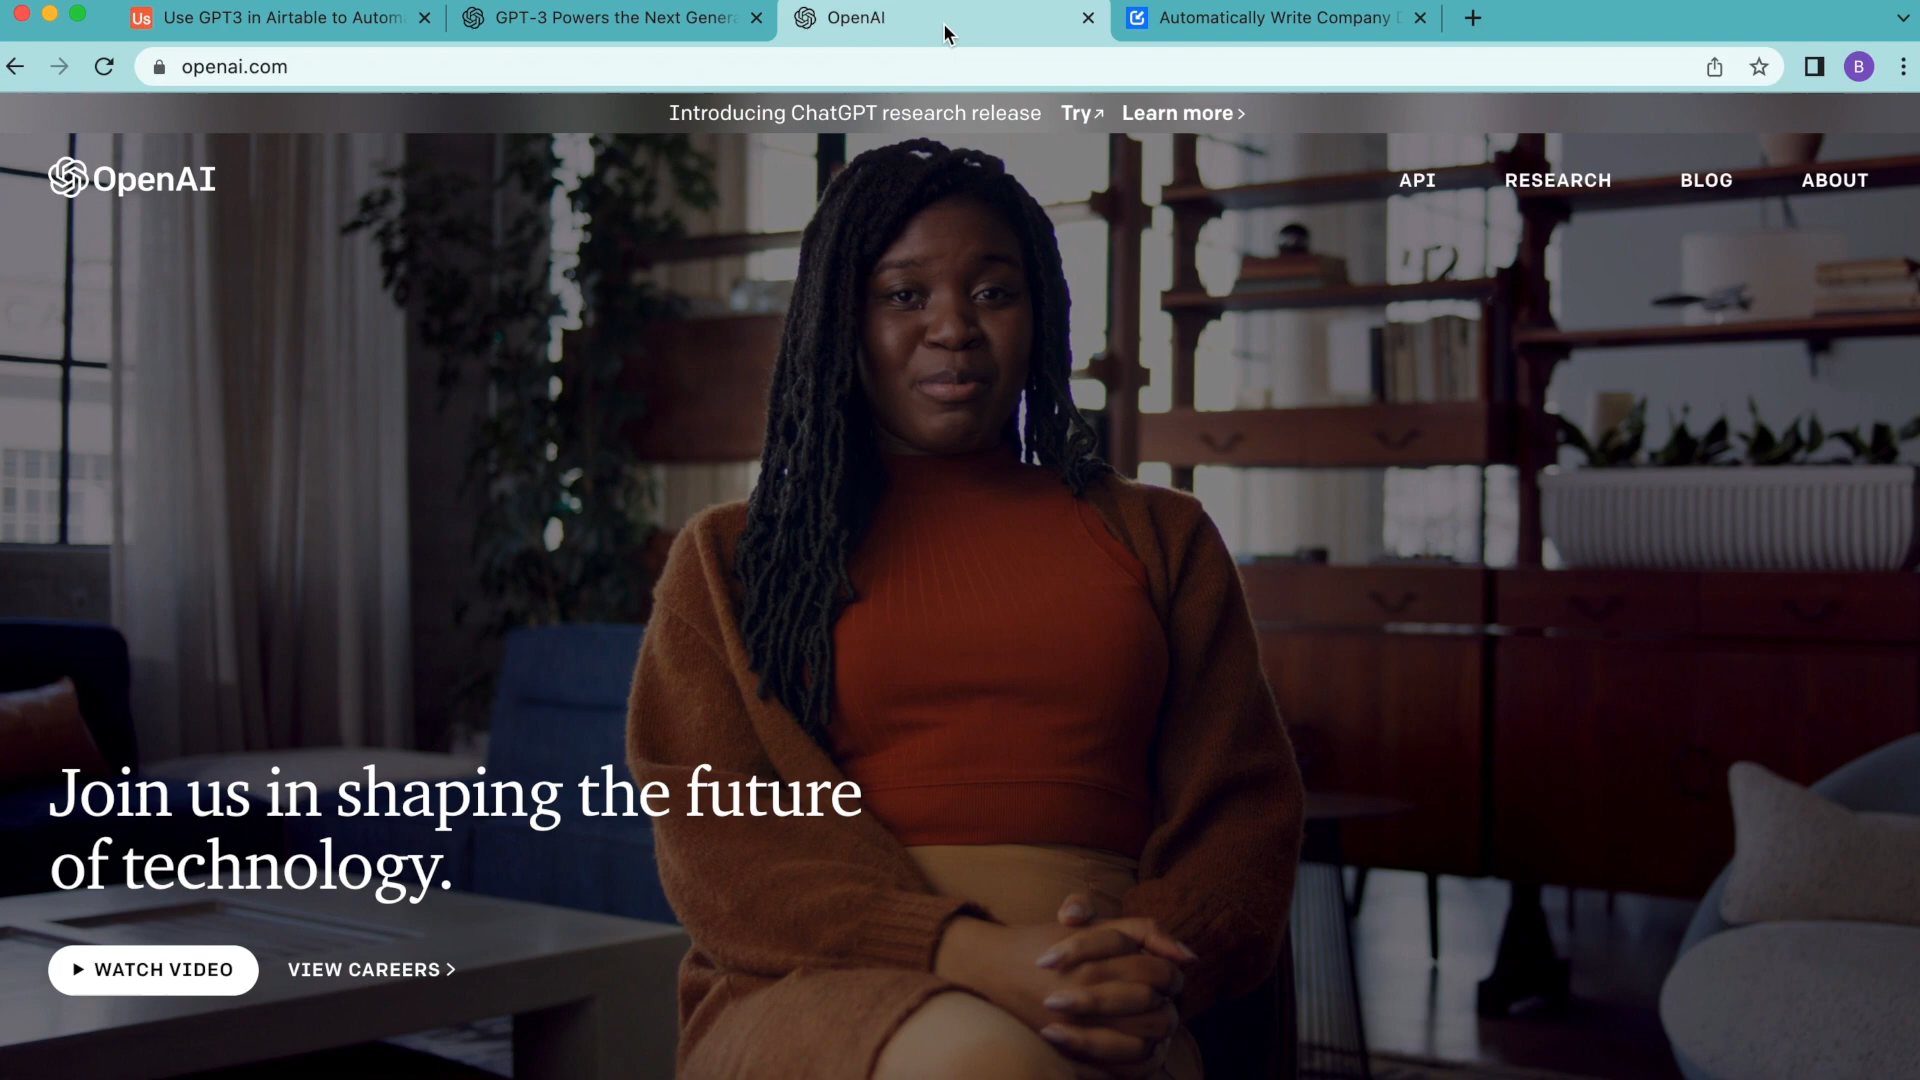 Us Use GPT3 in Airtable to Autom
GPT-3 Powers the Next Genera
OpenAI
Automatically Write Company D
openai.com
B
Introducing ChatGPT research release Try↗ Learn more >
OpenAI
API RESEARCH BLOG ABOUT
Join us in shaping the future
of technology.
WATCH VIDEO VIEW CAREERS >